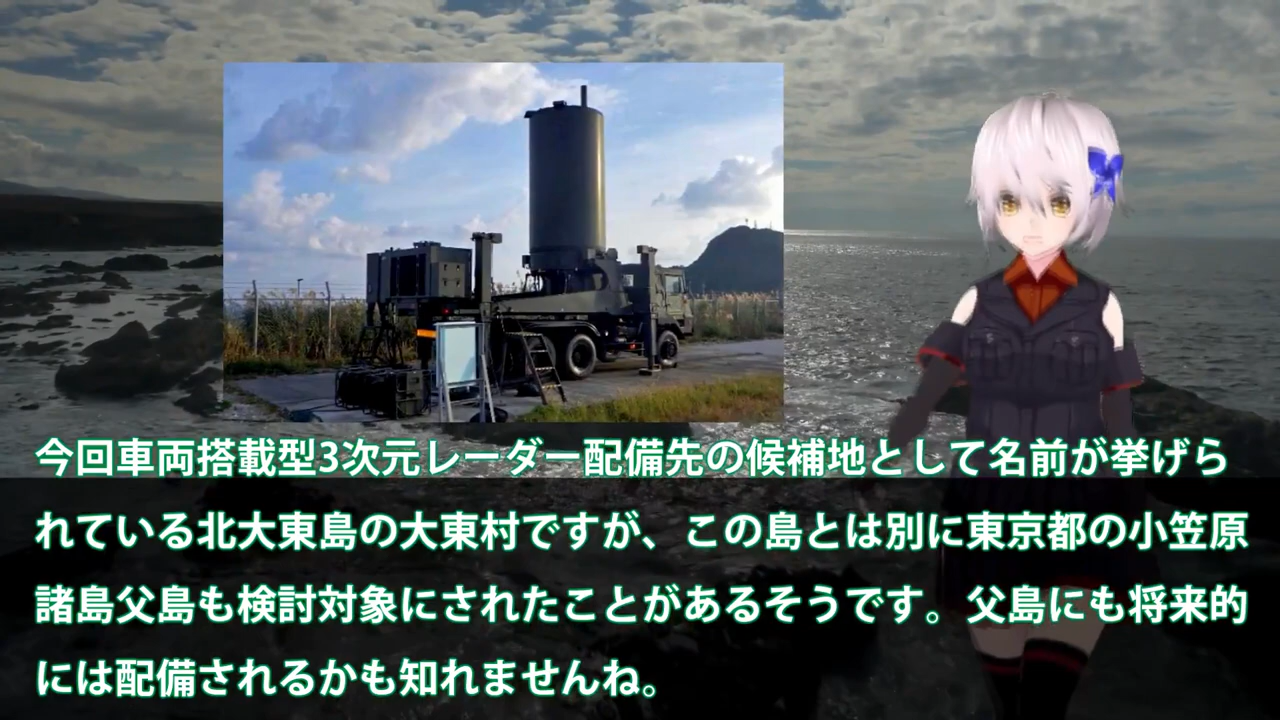 今回車両搭載型3次元レーダー配備先の候補地として名前が挙げら
れている北大東島の大東村ですが、この島とは別に東京都の小笠原
諸島父島も検討対象にされたことがあるそうです。父島にも将来的
には配備されるかも知れませんね。